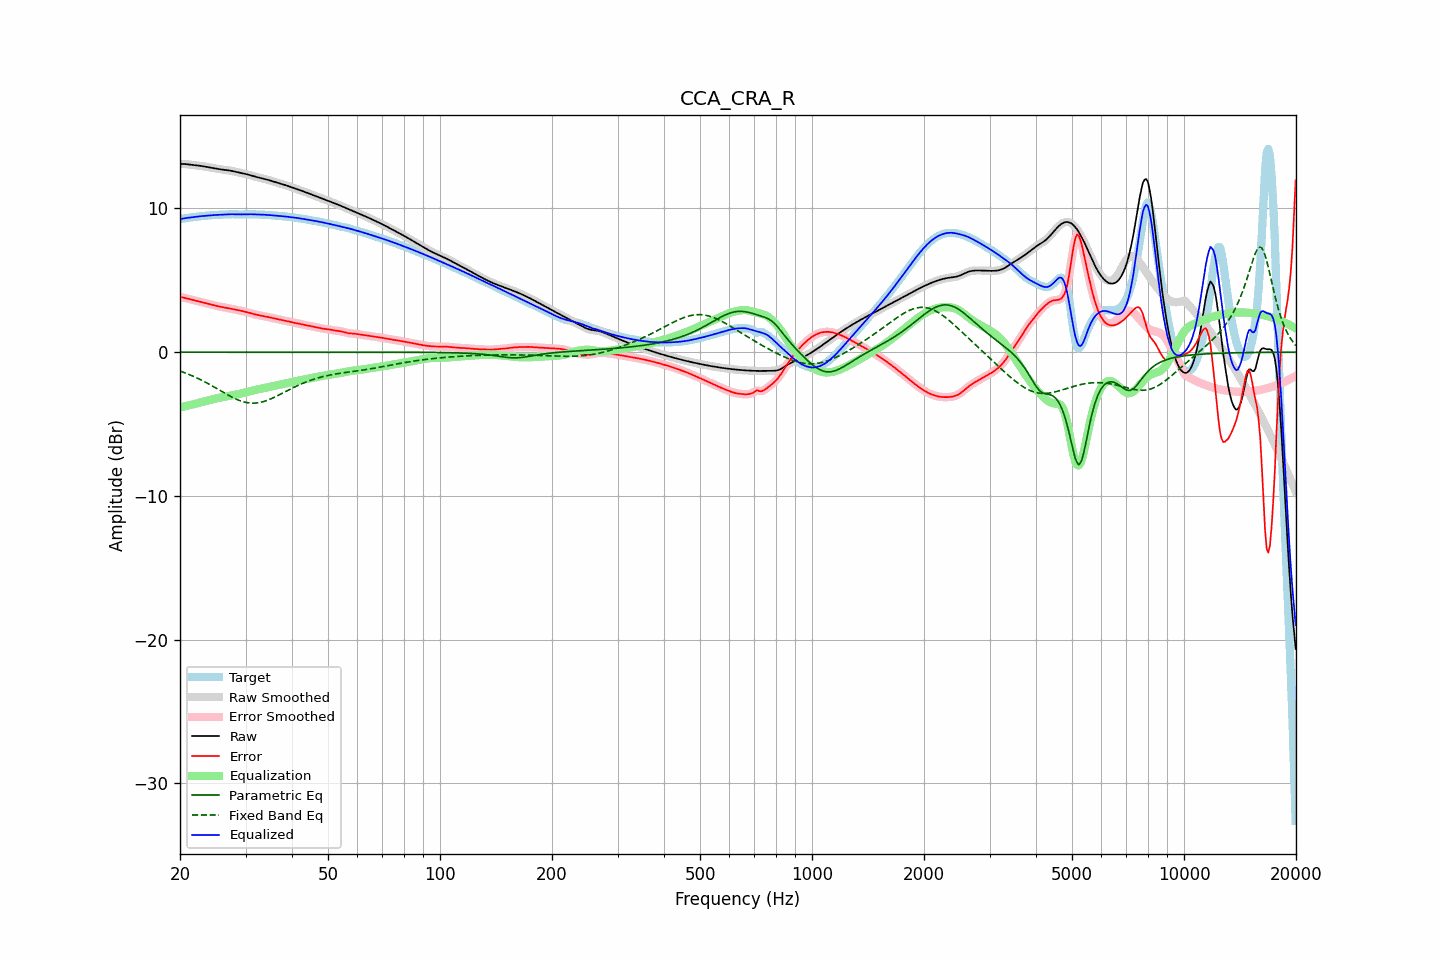 CCA_CRA_R
Amplitude (dBr)
10
0
−10
−20
−30
Target
Raw Smoothed
Error Smoothed
Raw
Error
Equalization
Parametric Eq
Fixed Band Eq
Equalized
20 50 100 200 500 1000 2000 5000 10000 20000
Frequency (Hz)